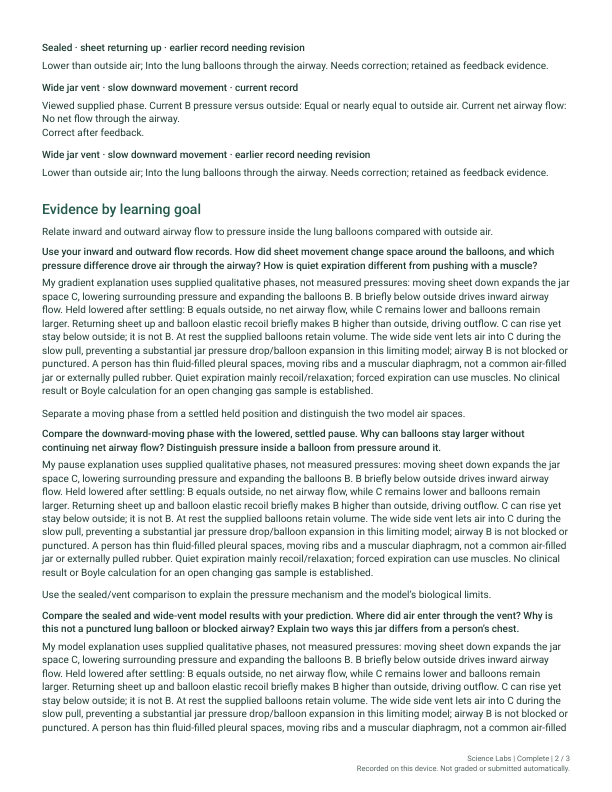 Sealed · sheet returning up · earlier record needing revision
Lower than outside air; Into the lung balloons through the airway. Needs correction; retained as feedback evidence.
Wide jar vent · slow downward movement · current record
Viewed supplied phase. Current B pressure versus outside: Equal or nearly equal to outside air. Current net airway flow:
No net flow through the airway.
Correct after feedback.
Wide jar vent · slow downward movement · earlier record needing revision
Lower than outside air; Into the lung balloons through the airway. Needs correction; retained as feedback evidence.
Evidence by learning goal
Relate inward and outward airway flow to pressure inside the lung balloons compared with outside air.
Use your inward and outward flow records. How did sheet movement change space around the balloons, and which
pressure difference drove air through the airway? How is quiet expiration different from pushing with a muscle?
My gradient explanation uses supplied qualitative phases, not measured pressures: moving sheet down expands the jar
space C, lowering surrounding pressure and expanding the balloons B. B briefly below outside drives inward airway
flow. Held lowered after settling: B equals outside, no net airway flow, while C remains lower and balloons remain
larger. Returning sheet up and balloon elastic recoil briefly makes B higher than outside, driving outflow. C can rise yet
stay below outside; it is not B. At rest the supplied balloons retain volume. The wide side vent lets air into C during the
slow pull, preventing a substantial jar pressure drop/balloon expansion in this limiting model; airway B is not blocked or
punctured. A person has thin fluid-filled pleural spaces, moving ribs and a muscular diaphragm, not a common air-filled
jar or externally pulled rubber. Quiet expiration mainly recoil/relaxation; forced expiration can use muscles. No clinical
result or Boyle calculation for an open changing gas sample is established.
Separate a moving phase from a settled held position and distinguish the two model air spaces.
Compare the downward-moving phase with the lowered, settled pause. Why can balloons stay larger without
continuing net airway flow? Distinguish pressure inside a balloon from pressure around it.
My pause explanation uses supplied qualitative phases, not measured pressures: moving sheet down expands the jar
space C, lowering surrounding pressure and expanding the balloons B. B briefly below outside drives inward airway
flow. Held lowered after settling: B equals outside, no net airway flow, while C remains lower and balloons remain
larger. Returning sheet up and balloon elastic recoil briefly makes B higher than outside, driving outflow. C can rise yet
stay below outside; it is not B. At rest the supplied balloons retain volume. The wide side vent lets air into C during the
slow pull, preventing a substantial jar pressure drop/balloon expansion in this limiting model; airway B is not blocked or
punctured. A person has thin fluid-filled pleural spaces, moving ribs and a muscular diaphragm, not a common air-filled
jar or externally pulled rubber. Quiet expiration mainly recoil/relaxation; forced expiration can use muscles. No clinical
result or Boyle calculation for an open changing gas sample is established.
Use the sealed/vent comparison to explain the pressure mechanism and the model's biological limits.
Compare the sealed and wide-vent model results with your prediction. Where did air enter through the vent? Why is
this not a punctured lung balloon or blocked airway? Explain two ways this jar differs from a person's chest.
My model explanation uses supplied qualitative phases, not measured pressures: moving sheet down expands the jar
space C, lowering surrounding pressure and expanding the balloons B. B briefly below outside drives inward airway
flow. Held lowered after settling: B equals outside, no net airway flow, while C remains lower and balloons remain
larger. Returning sheet up and balloon elastic recoil briefly makes B higher than outside, driving outflow. C can rise yet
stay below outside; it is not B. At rest the supplied balloons retain volume. The wide side vent lets air into C during the
slow pull, preventing a substantial jar pressure drop/balloon expansion in this limiting model; airway B is not blocked or
punctured. A person has thin fluid-filled pleural spaces, moving ribs and a muscular diaphragm, not a common air-filled
Science Labs | Complete | 2 / 3
Recorded on this device. Not graded or submitted automatically.